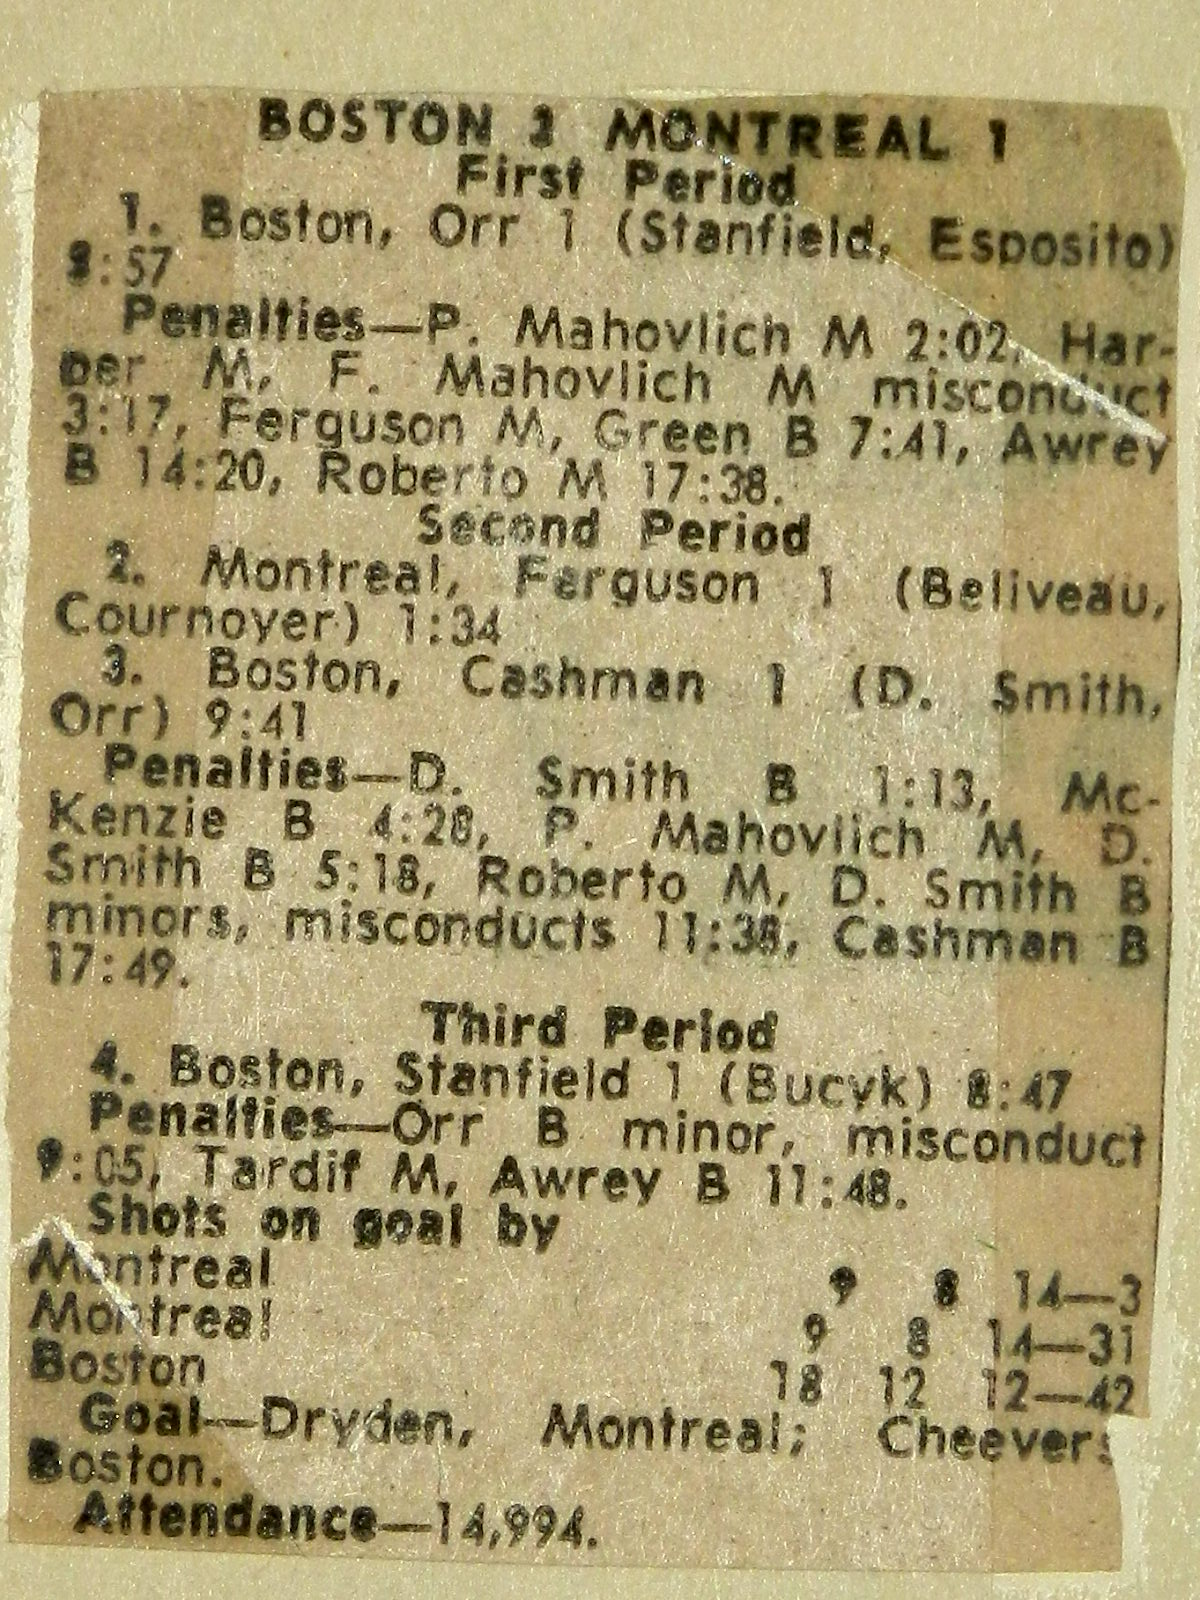 BOSTON 3 MONTREAL 1
First Period
1. Boston, Orr 1 (Stanfield, Esposito)
Penalties—P. Mahovlich M 2:02, Har-
per M, F. Mahovlich M misconduct
3:17, Ferguson M, Green B 7:41, Awrey
B 14:20, Roberto M 17:38.
Second Period
2. Montreal, Ferguson 1 (Beliveau,
Cournoyer) 1:34
3. Boston, Cashman 1 (D. Smith,
Orr) 9:41
Penalties—D. Smith B 1:13, Mc-
Kenzie B 4:28, P. Mahovlich M, D.
Smith B 5:18, Roberto M, D. Smith B
minors, misconducts 11:38, Cashman B
17:49.
Third Period
4. Boston, Stanfield 1 (Bucyk) 8:47
Penalties—Orr B minor, misconduct
9:05, Tardif M, Awrey B 11:48.
Shots on goal by
Montreal 9 8 14—3
Montreal 9 8 14—31
Boston 18 12 12—42
Goal—Dryden, Montreal; Cheevers
Boston.
Attendance—14,994.